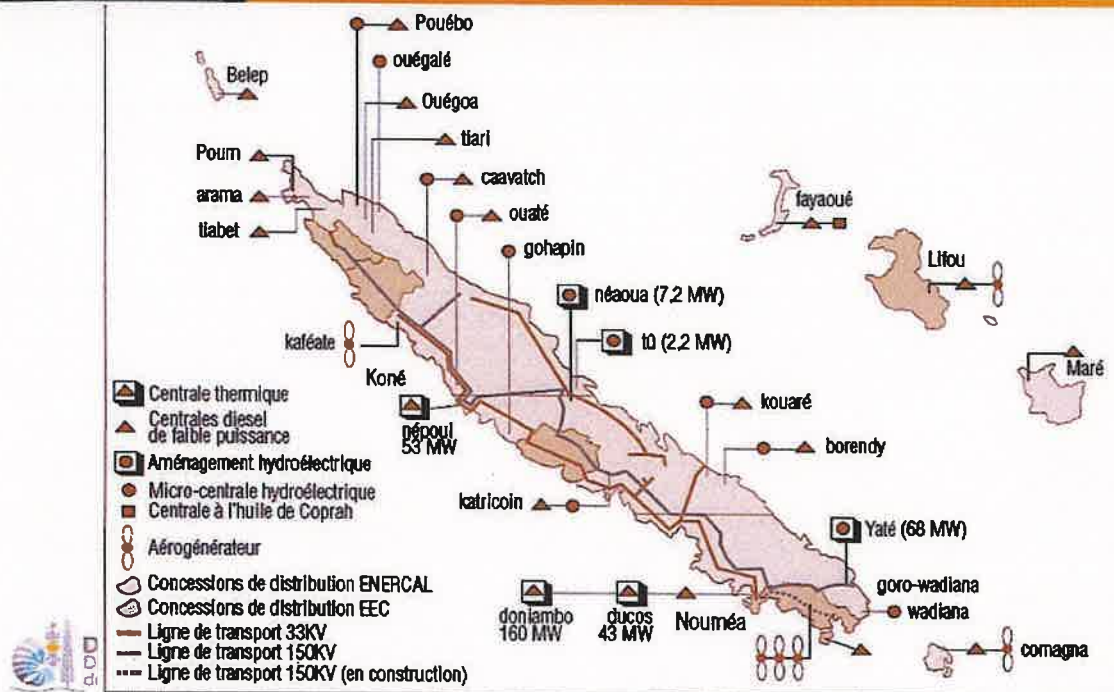 Pouébo
ouégalé
Belep
Ouégoa
tiari
Poum
caavatch
arama
ouaté
fayaoué
tiabet
gohapin
Lifou
néaoua (7,2 MW)
kaféate
tû (2,2 MW)
Koné
Maré
Centrale thermique
kouaré
Centrales diesel
de faible puissance
népoui
53 MW
borendy
Aménagement hydroélectrique
Micro-centrale hydroélectrique
katricoin
Centrale à l'huile de Coprah
Yaté (68 MW)
Aérogénérateur
Concessions de distribution ENERCAL
goro-wadiana
Concessions de distribution EEC
doniambo
160 MW
ducos
43 MW
Nouméa
wadiana
Ligne de transport 33KV
Ligne de transport 150KV
comagna
Ligne de transport 150KV (en construction)